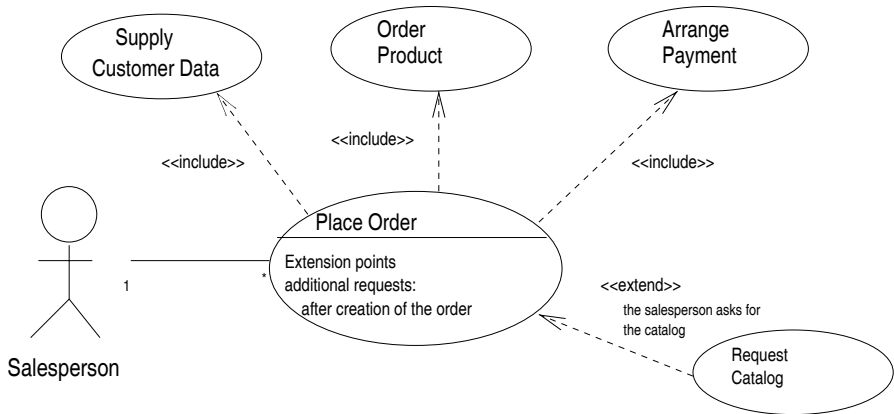 Supply
Customer Data
Order
Product
Arrange
Payment
<<include>>
<<include>>
<<include>>
Place Order
Extension points
additional requests:
after creation of the order
1
*
Salesperson
<<extend>>
the salesperson asks for
the catalog
Request
Catalog